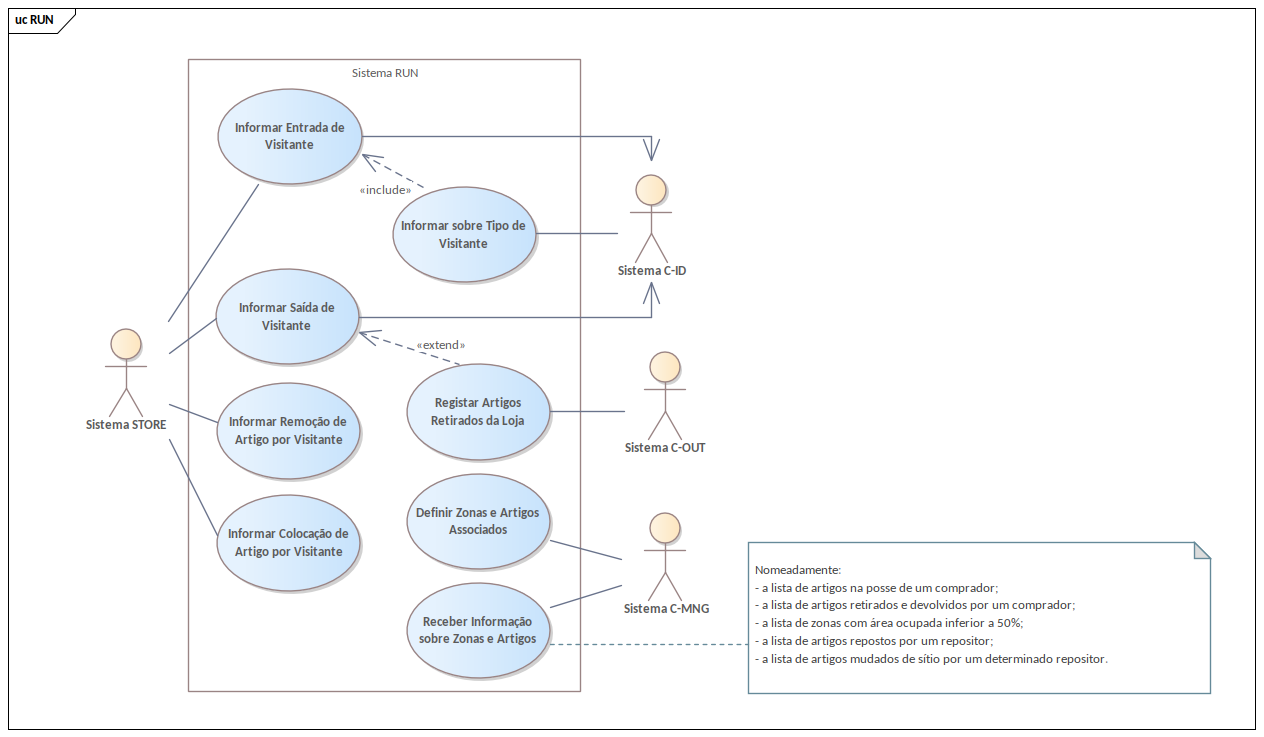 uc RUN
Sistema RUN
Informar Entrada de
Visitante
«include»
Informar sobre Tipo de
Visitante
Sistema C-ID
Informar Saída de
Visitante
«extend»
Sistema STORE
Registar Artigos
Retirados da Loja
Sistema C-OUT
Informar Remoção de
Artigo por Visitante
Definir Zonas e Artigos
Associados
Informar Colocação de
Artigo por Visitante
Sistema C-MNG
Receber Informação
sobre Zonas e Artigos
Nomeadamente:
- a lista de artigos na posse de um comprador;
- a lista de artigos retirados e devolvidos por um comprador;
- a lista de zonas com área ocupada inferior a 50%;
- a lista de artigos repostos por um repositor;
- a lista de artigos mudados de sítio por um determinado repositor.